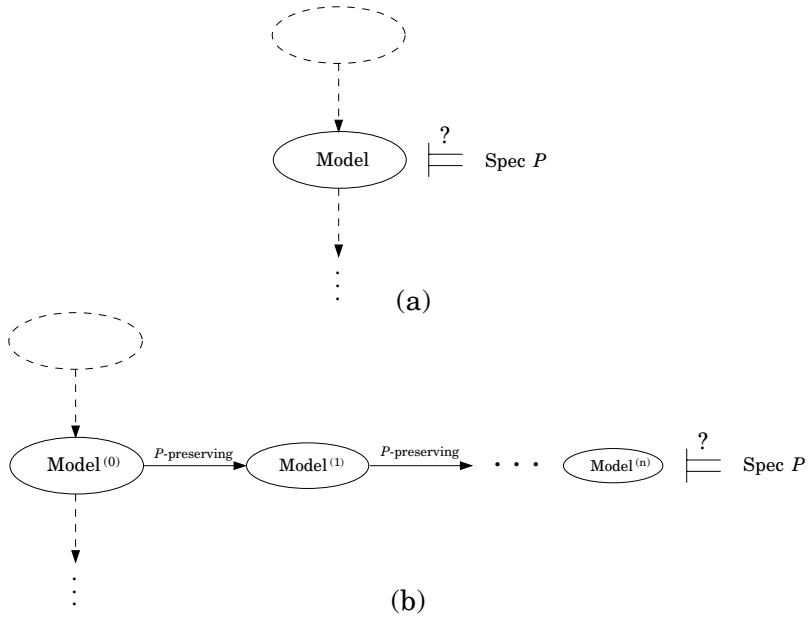 ?
Model Spec P
(a)
P-preserving P-preserving ?
Model (0) Model (1) Model (n) Spec P
(b)